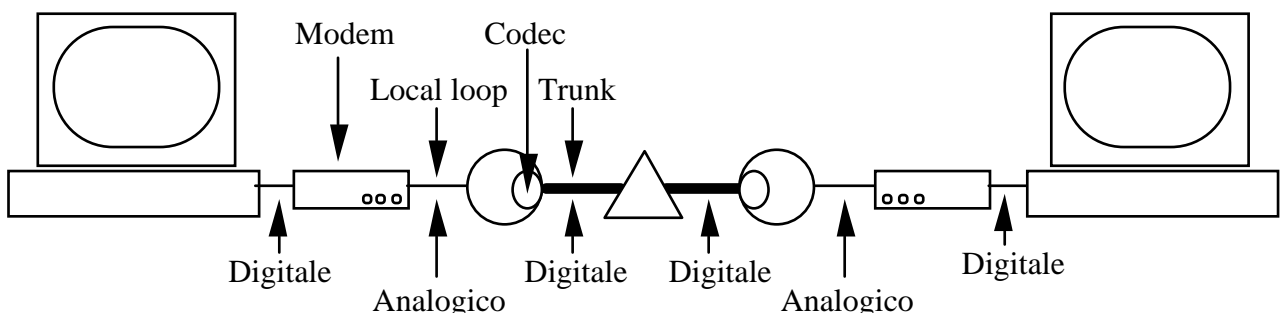 Modem
Codec
Local loop
Trunk
Digitale
Analogico
Digitale
Digitale
Analogico
Digitale